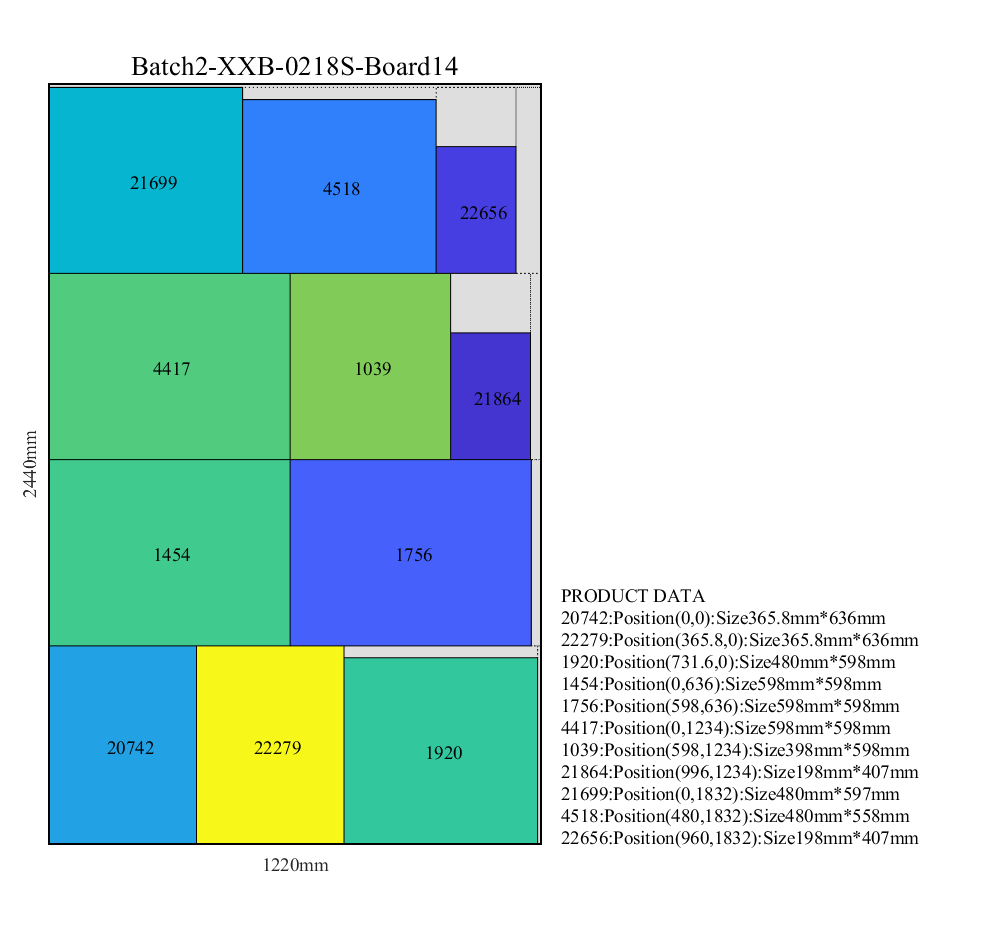 Batch2-XXB-0218S-Board14
21699
4518
22656
4417
1039
21864
2440mm
1454
1756
20742
22279
1920
1220mm
PRODUCT DATA
20742:Position(0,0):Size365.8mm*636mm
22279:Position(365.8,0):Size365.8mm*636mm
1920:Position(731.6,0):Size480mm*598mm
1454:Position(0,636):Size598mm*598mm
1756:Position(598,636):Size598mm*598mm
4417:Position(0,1234):Size598mm*598mm
1039:Position(598,1234):Size398mm*598mm
21864:Position(996,1234):Size198mm*407mm
21699:Position(0,1832):Size480mm*597mm
4518:Position(480,1832):Size480mm*558mm
22656:Position(960,1832):Size198mm*407mm